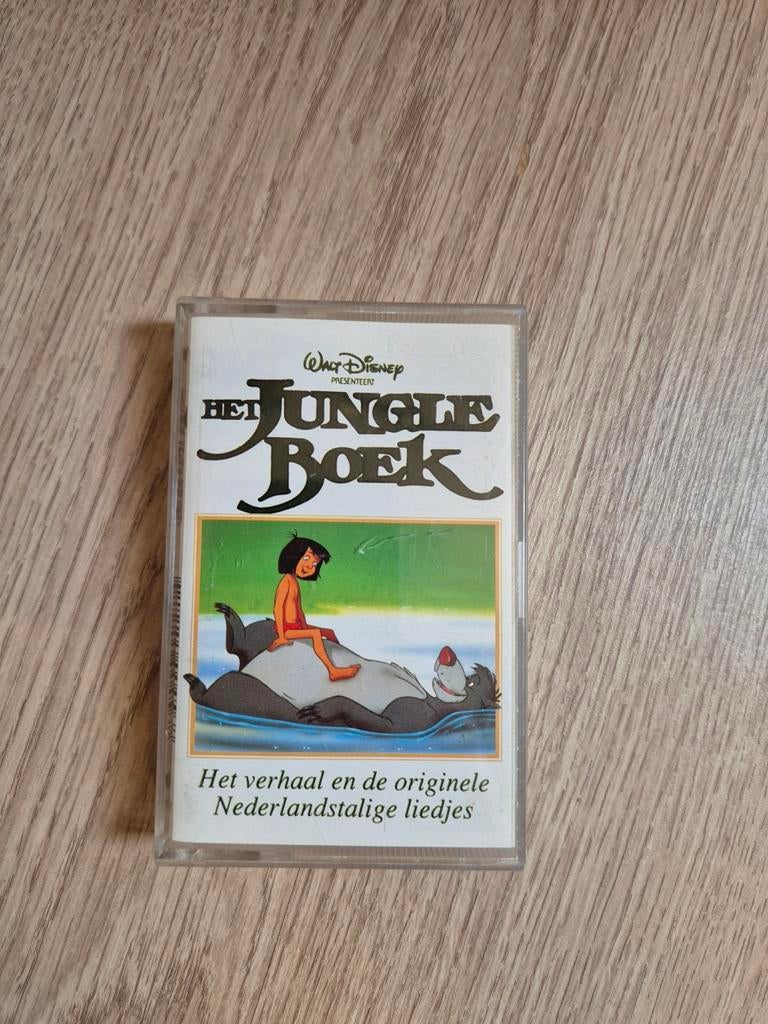 Walt Disney
PRESENTEERT
HET JUNGLE
BOEK
Het verhaal en de originele
Nederlandstalige liedjes